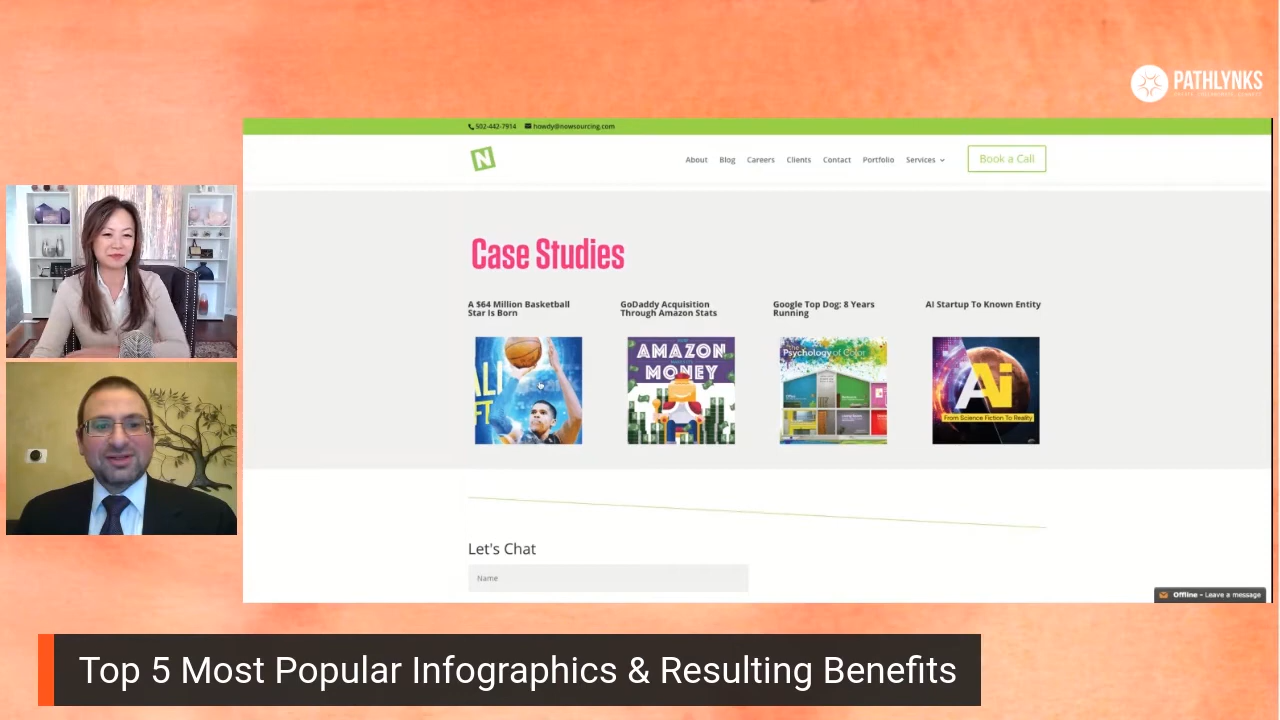 PATHLYNKS
502-442-7914 howdy@nowsourcing.com
N
About Blog Careers Clients Contact Portfolio Services Book a Call
Case Studies
A $64 Million Basketball
Star Is Born
GoDaddy Acquisition
Through Amazon Stats
Google Top Dog: 8 Years
Running
AI Startup To Known Entity
AMAZON
MONEY
The
Psychology of Color
Ai
From Science Fiction To Reality
Let's Chat
Name
Offline - Leave a message
Top 5 Most Popular Infographics & Resulting Benefits